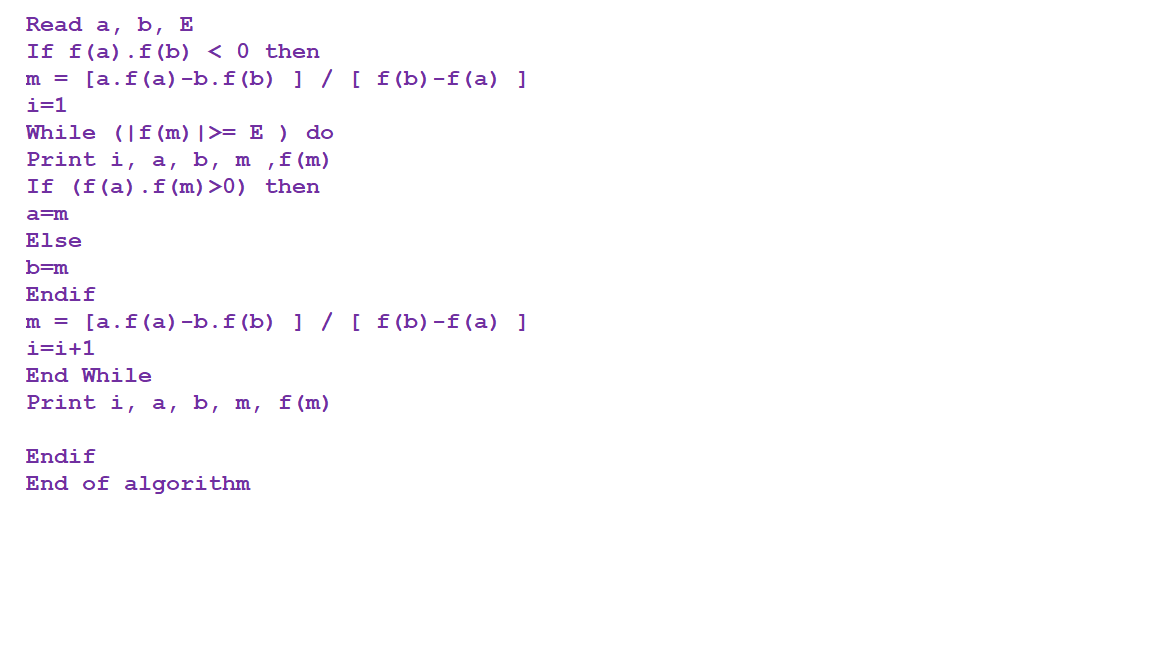 Read a, b, E
If f(a).f(b) < 0 then
m = [a.f(a)-b.f(b) ] / [ f(b)-f(a) ]
i=1
While (|f(m)|>= E ) do
Print i, a, b, m ,f(m)
If (f(a).f(m)>0) then
a=m
Else
b=m
Endif
m = [a.f(a)-b.f(b) ] / [ f(b)-f(a) ]
i=i+1
End While
Print i, a, b, m, f(m)
Endif
End of algorithm